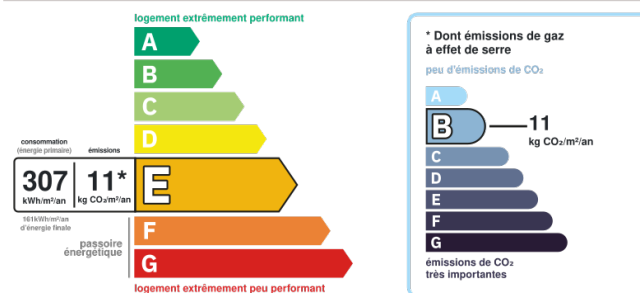 logement extrêmement performant
A
B
C
D
consommation
(énergie primaire)
émissions
307
kWh/m²/an
11*
kg CO₂/m²/an
E
161kWh/m²/an
d'énergie finale
passoire
énergétique
F
G
logement extrêmement peu performant
* Dont émissions de gaz
à effet de serre
peu d'émissions de CO₂
A
B
11
kg CO₂/m²/an
C
D
E
F
G
émissions de CO₂
très importantes